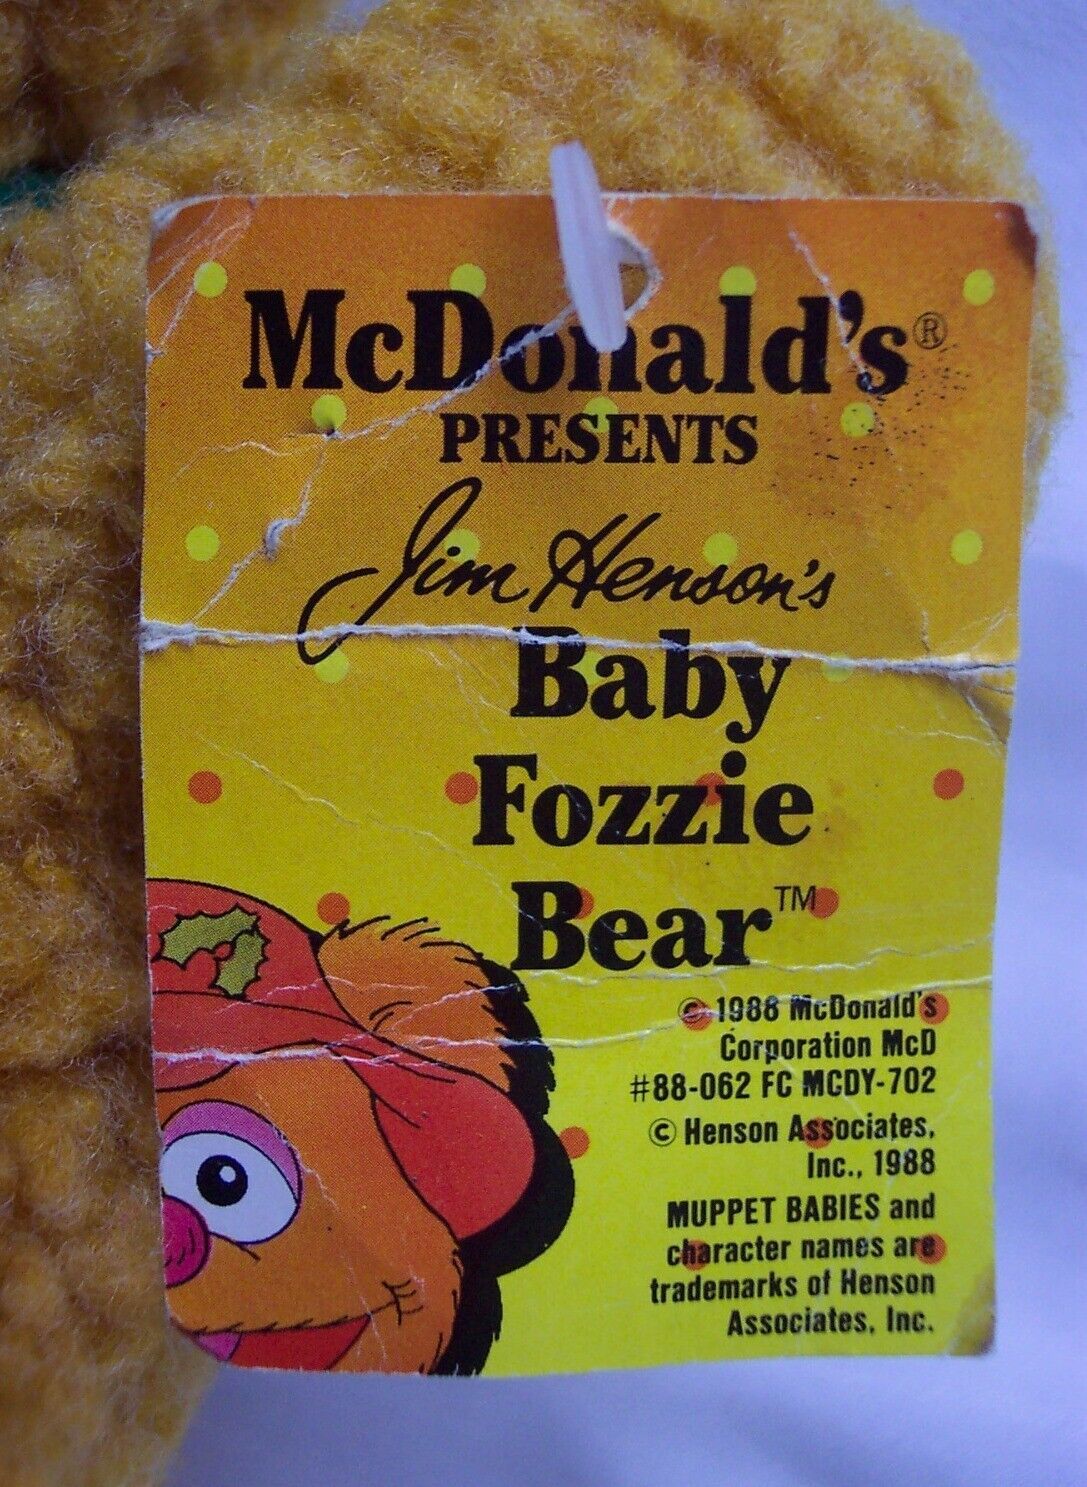 McDonald's®
PRESENTS
Jim Henson's
Baby
Fozzie
Bear™
© 1988 McDonald's
Corporation McD
#88-062 FC MCDY-702
© Henson Associates,
Inc., 1988
MUPPET BABIES and
character names are
trademarks of Henson
Associates, Inc.